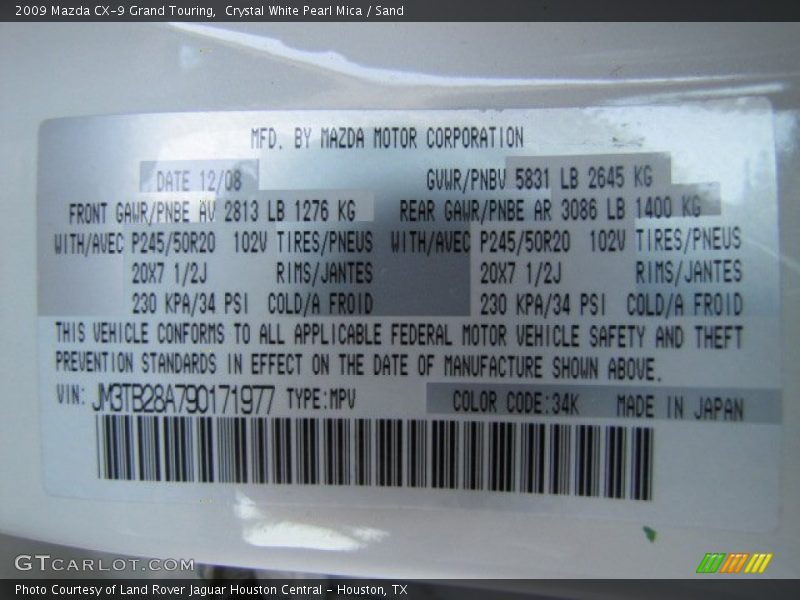 2009 Mazda CX-9 Grand Touring,  Crystal White Pearl Mica / Sand
MFD. BY MAZDA MOTOR CORPORATION
DATE 12/08 GVWR/PNBV 5831 LB 2645 KG
FRONT GAWR/PNBE AV 2813 LB 1276 KG REAR GAWR/PNBE AR 3086 LB 1400 KG
WITH/AVEC P245/50R20 102V TIRES/PNEUS WITH/AVEC P245/50R20 102V TIRES/PNEUS
20X7 1/2J RIMS/JANTES 20X7 1/2J RIMS/JANTES
230 KPA/34 PSI COLD/A FROID 230 KPA/34 PSI COLD/A FROID
THIS VEHICLE CONFORMS TO ALL APPLICABLE FEDERAL MOTOR VEHICLE SAFETY AND THEFT
PREVENTION STANDARDS IN EFFECT ON THE DATE OF MANUFACTURE SHOWN ABOVE.
VIN: JM3TB28A790171977 TYPE:MPV COLOR CODE:34K MADE IN JAPAN
GTCARLOT.COM
Photo Courtesy of Land Rover Jaguar Houston Central - Houston, TX